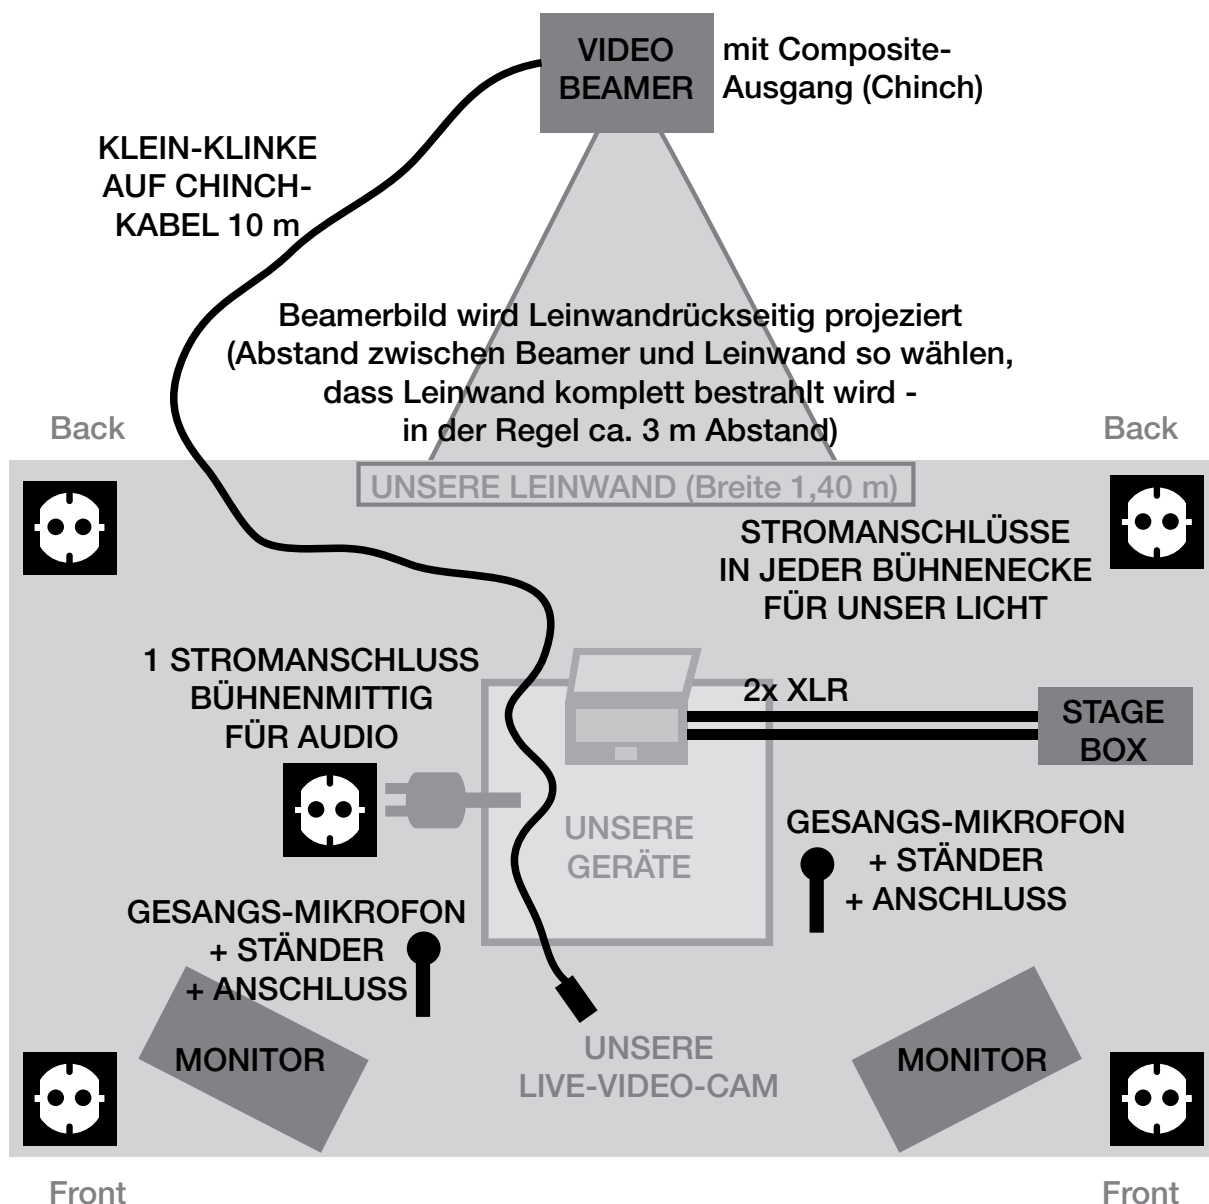 VIDEO
BEAMER
mit Composite-
Ausgang (Chinch)
KLEIN-KLINKE
AUF CHINCH-
KABEL 10 m
Beamerbild wird Leinwandrückseitig projeziert
(Abstand zwischen Beamer und Leinwand so wählen,
dass Leinwand komplett bestrahlt wird -
in der Regel ca. 3 m Abstand)
Back
Back
UNSERE LEINWAND (Breite 1,40 m)
STROMANSCHLÜSSE
IN JEDER BÜHNENECKE
FÜR UNSER LICHT
1 STROMANSCHLUSS
BÜHNENMITTIG
FÜR AUDIO
2x XLR
STAGE
BOX
UNSERE
GERÄTE
GESANGS-MIKROFON
+ STÄNDER
+ ANSCHLUSS
GESANGS-MIKROFON
+ STÄNDER
+ ANSCHLUSS
MONITOR
UNSERE
LIVE-VIDEO-CAM
MONITOR
Front
Front